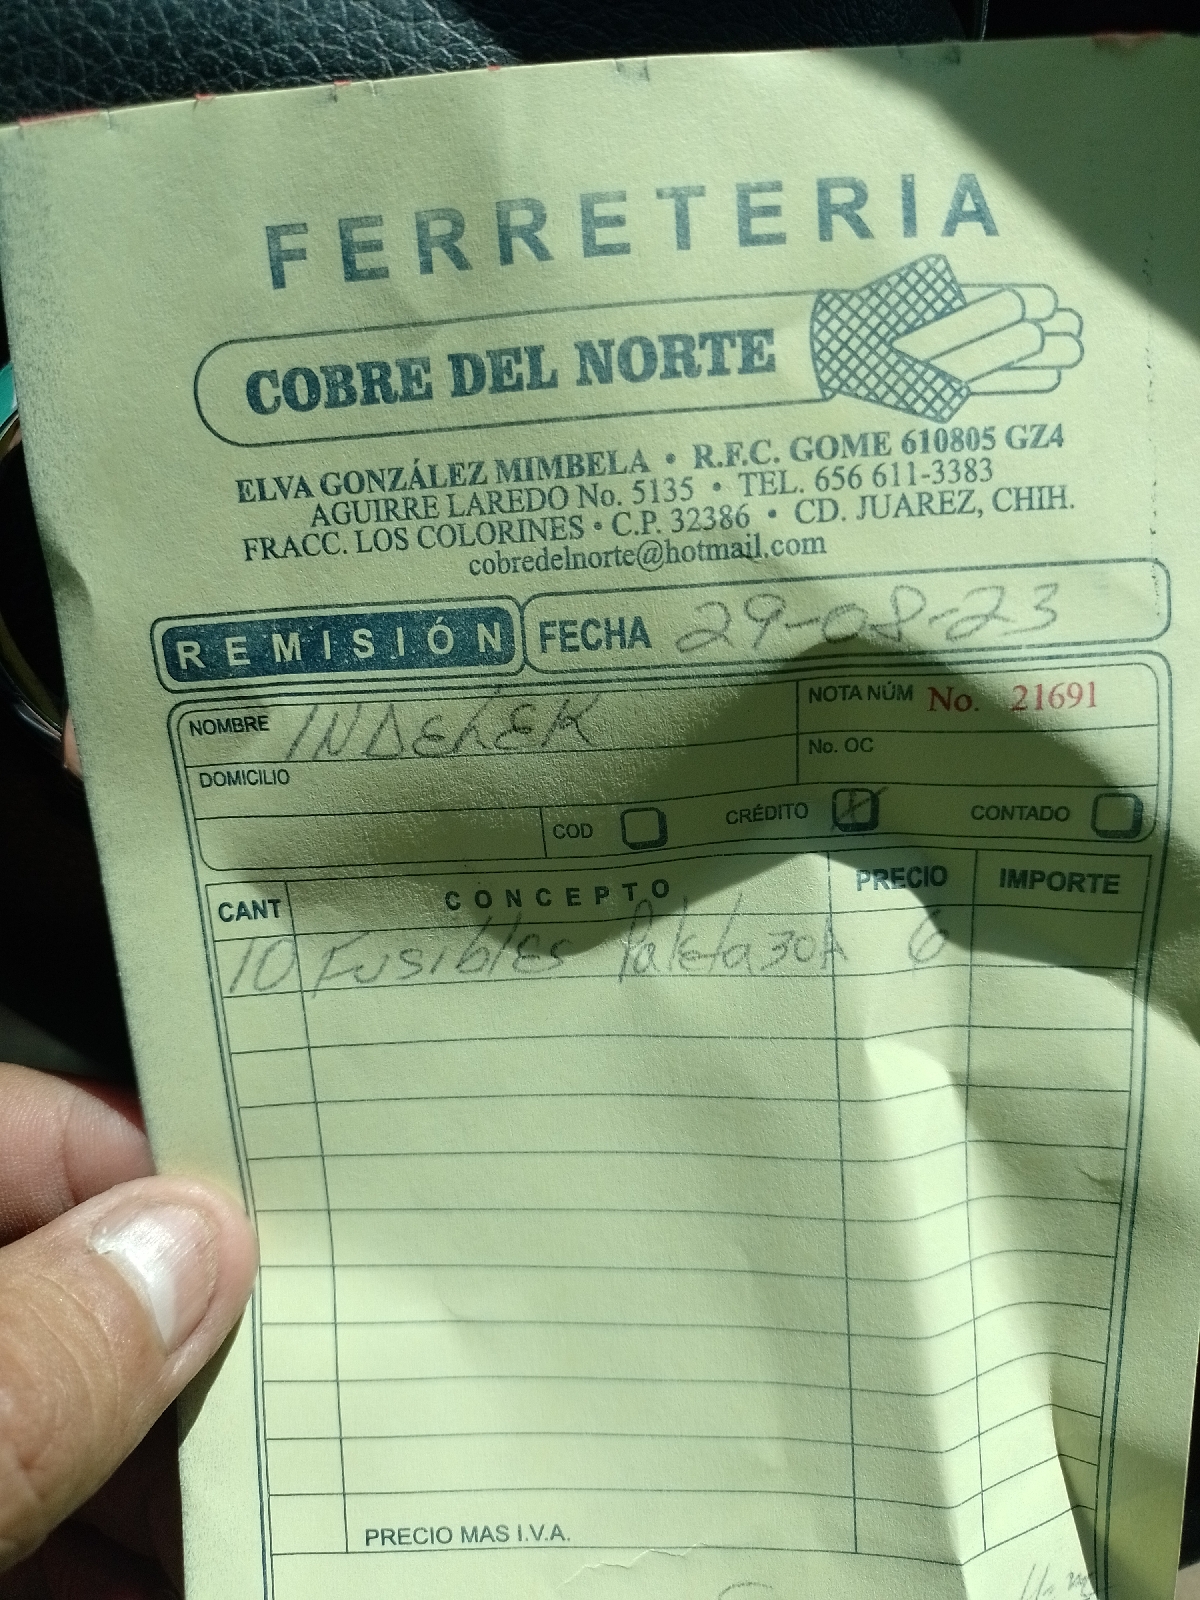 FERRETERIA
COBRE DEL NORTE
ELVA GONZÁLEZ MIMBELA • R.F.C. GOME 610805 GZ4
AGUIRRE LAREDO No. 5135 • TEL. 656 611-3383
FRACC. LOS COLORINES • C.P. 32386 • CD. JUAREZ, CHIH.
cobredelnorte@hotmail.com
REMISIÓN FECHA 29-08-23
NOMBRE NOTA NÚM No. 21691
DOMICILIO No. OC
COD CRÉDITO X CONTADO
CANT CONCEPTO PRECIO IMPORTE
10 Fusibles Paleta 30A 6
PRECIO MAS I.V.A.